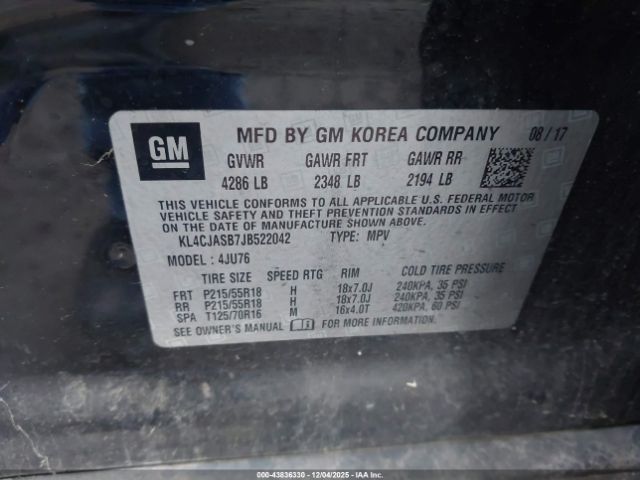 GM MFD BY GM KOREA COMPANY 08/17
GVWR GAWR FRT GAWR RR
4286 LB 2348 LB 2194 LB
THIS VEHICLE CONFORMS TO ALL APPLICABLE U.S. FEDERAL MOTOR
VEHICLE SAFETY AND THEFT PREVENTION STANDARDS IN EFFECT
ON THE DATE OF MANUFACTURE SHOWN ABOVE.
KL4CJASB7JB522042 TYPE: MPV
MODEL : 4JU76
TIRE SIZE SPEED RTG RIM COLD TIRE PRESSURE
FRT P215/55R18 H 18x7.0J 240KPA, 35 PSI
RR P215/55R18 H 18x7.0J 240KPA, 35 PSI
SPA T125/70R16 M 16x4.0T 420KPA, 60 PSI
SEE OWNER'S MANUAL FOR MORE INFORMATION.
000-43836330 - 12/04/2025 - IAAI.COM